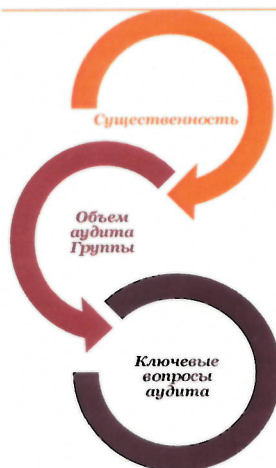 Существенность
Объем
аудита
Группы
Ключевые
вопросы
аудита